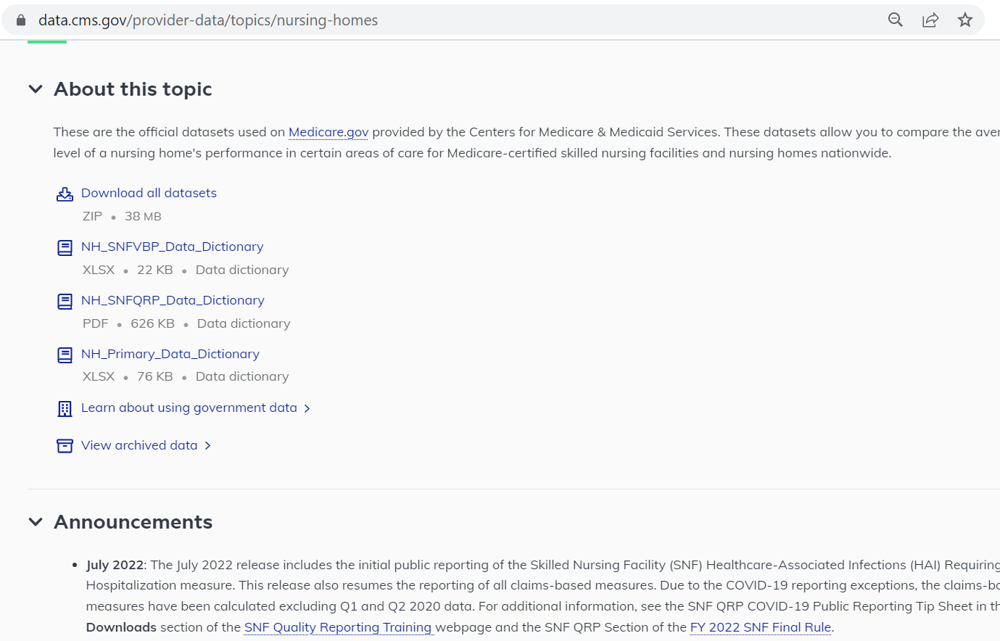 data.cms.gov/provider-data/topics/nursing-homes
About this topic
These are the official datasets used on Medicare.gov provided by the Centers for Medicare & Medicaid Services. These datasets allow you to compare the
level of a nursing home's performance in certain areas of care for Medicare-certified skilled nursing facilities and nursing homes nationwide.
Download all datasets
ZIP • 38 MB
NH_SNFVBP_Data_Dictionary
XLSX • 22 KB • Data dictionary
NH_SNFQRP_Data_Dictionary
PDF • 626 KB • Data dictionary
NH_Primary_Data_Dictionary
XLSX • 76 KB • Data dictionary
Learn about using government data
View archived data
Announcements
• July 2022: The July 2022 release includes the initial public reporting of the Skilled Nursing Facility (SNF) Healthcare-Associated Infections (HAI) Requiring
Hospitalization measure. This release also resumes the reporting of all claims-based measures. Due to the COVID-19 reporting exceptions, the
measures have been calculated excluding Q1 and Q2 2020 data. For additional information, see the SNF QRP COVID-19 Public Reporting Tip Sheet in
Downloads section of the SNF Quality Reporting Training webpage and the SNF QRP Section of the FY 2022 SNF Final Rule.